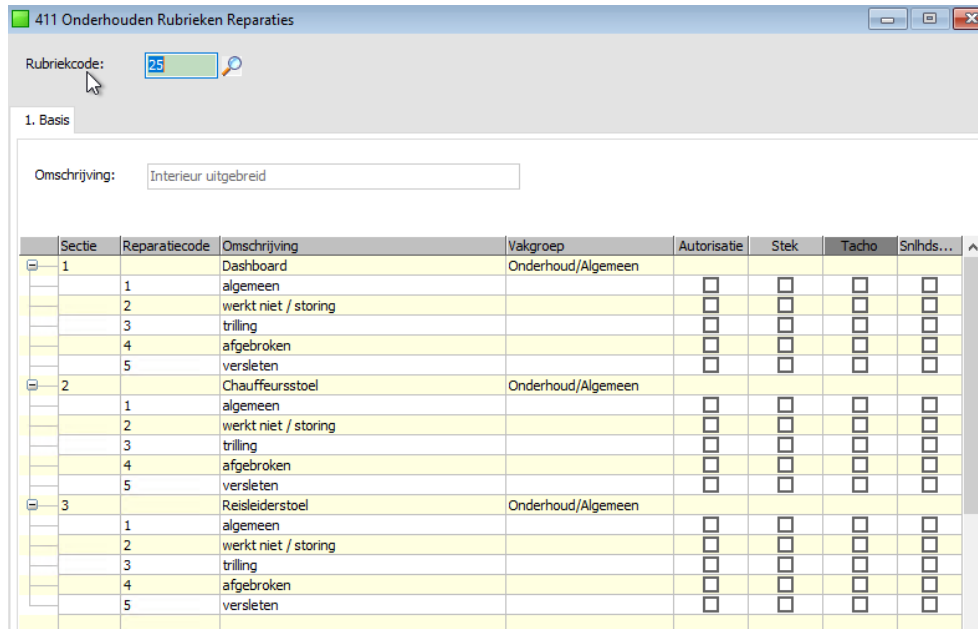 411 Onderhouden Rubrieken Reparaties
Rubriekcode: 25
1. Basis
Omschrijving: Interieur uitgebreid
Sectie Reparatiecode Omschrijving Vakgroep Autorisatie Stek Tacho Snlhds...
1 Dashboard Onderhoud/Algemeen
1 algemeen
2 werkt niet / storing
3 trilling
4 afgebroken
5 versleten
2 Chauffeursstoel Onderhoud/Algemeen
1 algemeen
2 werkt niet / storing
3 trilling
4 afgebroken
5 versleten
3 Reisleiderstoel Onderhoud/Algemeen
1 algemeen
2 werkt niet / storing
3 trilling
4 afgebroken
5 versleten